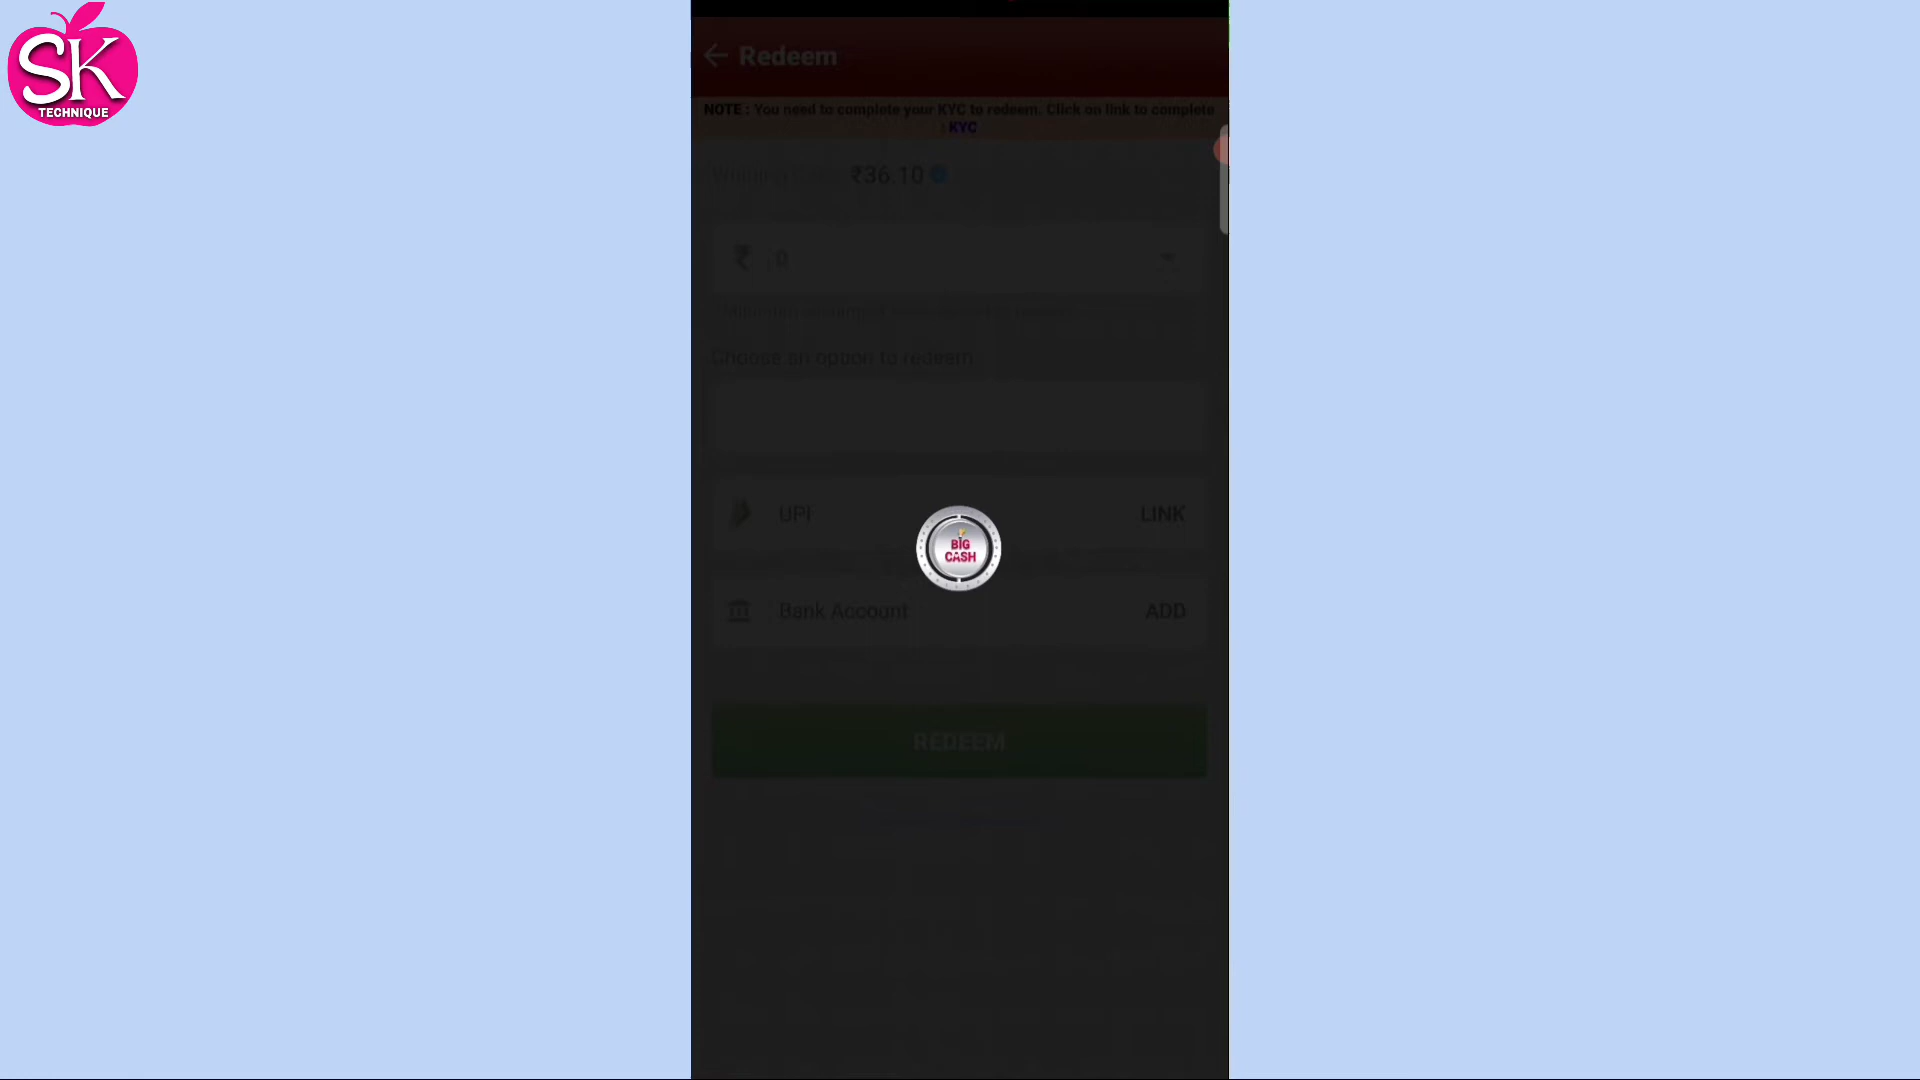 SK
TECHNIQUE
Redeem
NOTE : You need to complete your KYC to redeem. Click on link to complete
: KYC
₹36.10
₹ 0
Choose an option to redeem
UPI LINK
BIG
CASH
Bank Account ADD
REDEEM